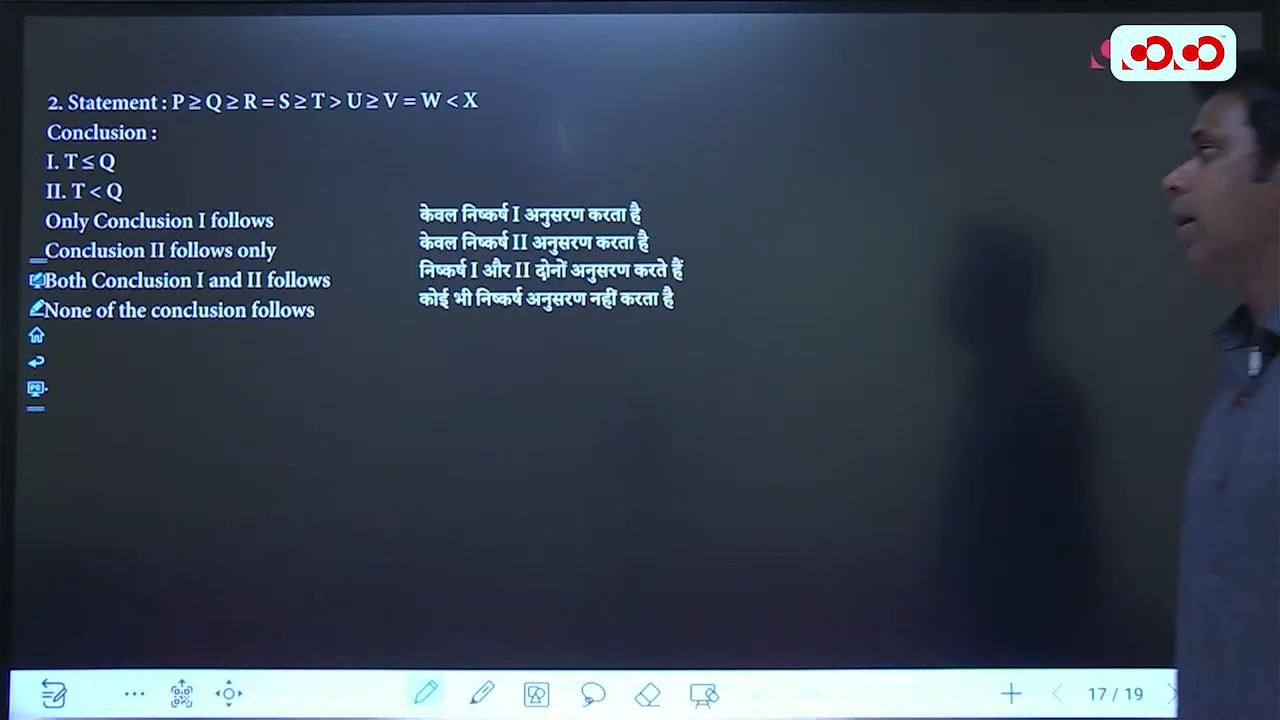 2. Statement : P ≥ Q ≥ R = S ≥ T > U ≥ V = W < X
Conclusion :
I. T ≤ Q
II. T < Q
Only Conclusion I follows
Conclusion II follows only
Both Conclusion I and II follows
None of the conclusion follows
केवल निष्कर्ष I अनुसरण करता है
केवल निष्कर्ष II अनुसरण करता है
निष्कर्ष I और II दोनों अनुसरण करते हैं
कोई भी निष्कर्ष अनुसरण नहीं करता है
PC
17 / 19